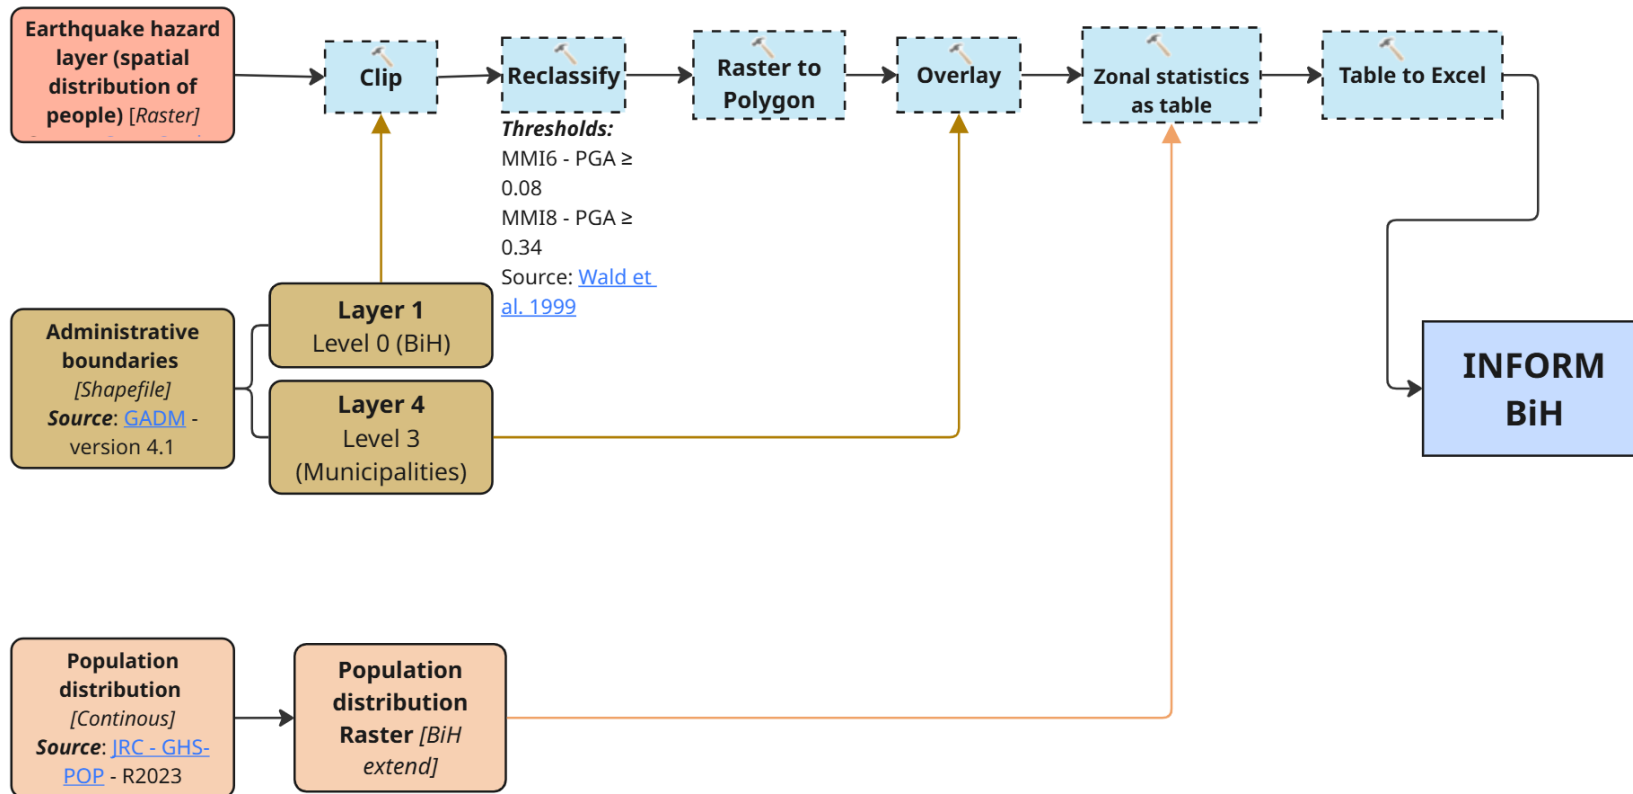 Earthquake hazard
layer (spatial
distribution of
people) [Raster]
Clip
Reclassify
Raster to
Polygon
Overlay
Zonal statistics
as table
Table to Excel
Thresholds:
MMI6 - PGA ≥
0.08
MMI8 - PGA ≥
0.34
Source: Wald et
al. 1999
Administrative
boundaries
[Shapefile]
Source: GADM -
version 4.1
Layer 1
Level 0 (BiH)
Layer 4
Level 3
(Municipalities)
INFORM
BiH
Population
distribution
[Continous]
Source: JRC - GHS-
POP - R2023
Population
distribution
Raster [BiH
extend]